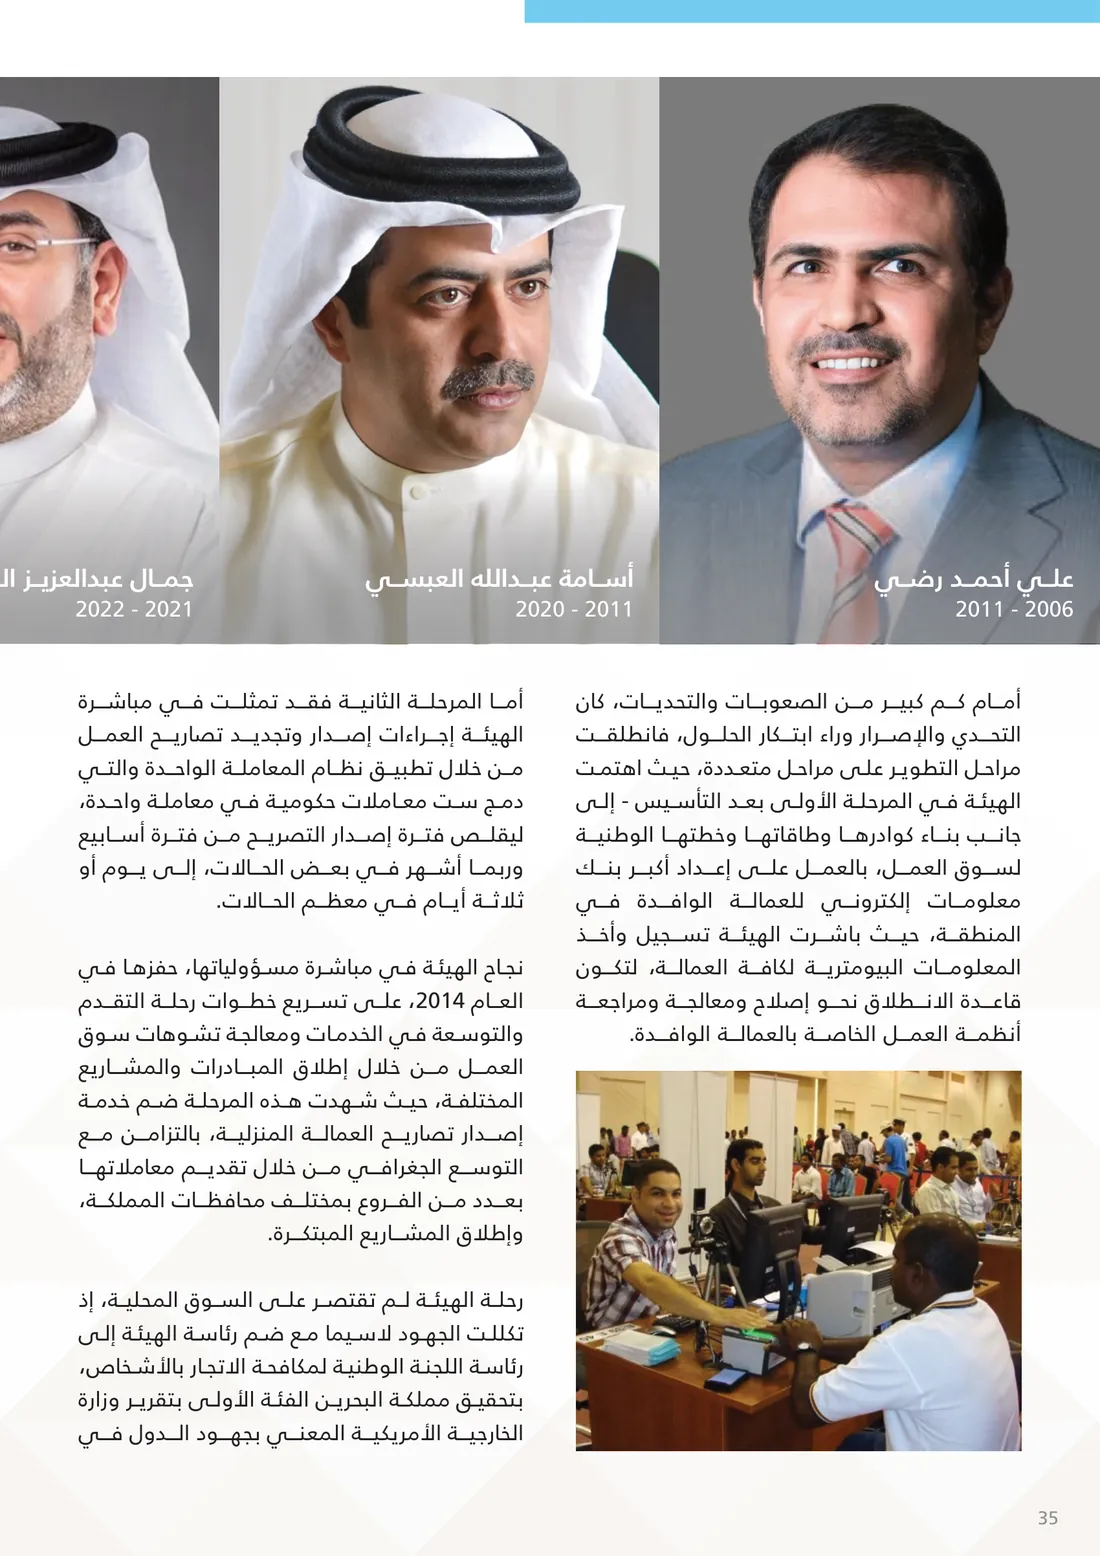 علي أحمد رضي
2006 - 2011
أسامة عبدالله العبسي
2011 - 2020
جمال عبدالعزيز ال
2021 - 2022
أمام كم كبير من الصعوبات والتحديات، كان
التحدي والإصرار وراء ابتكار الحلول، فانطلقت
مراحل التطوير على مراحل متعددة، حيث اهتمت
الهيئة في المرحلة الأولى بعد التأسيس - إلى
جانب بناء كوادرها وطاقاتها وخطتها الوطنية
لسوق العمل، بالعمل على إعداد أكبر بنك
معلومات إلكتروني للعمالة الوافدة في
المنطقة، حيث باشرت الهيئة تسجيل وأخذ
المعلومات البيومترية لكافة العمالة، لتكون
قاعدة الانطلاق نحو إصلاح ومعالجة ومراجعة
أنظمة العمل الخاصة بالعمالة الوافدة.
أما المرحلة الثانية فقد تمثلت في مباشرة
الهيئة إجراءات إصدار وتجديد تصاريح العمل
من خلال تطبيق نظام المعاملة الواحدة والتي
دمج ست معاملات حكومية في معاملة واحدة،
ليقلص فترة إصدار التصريح من فترة أسابيع
وربما أشهر في بعض الحالات، إلى يوم أو
ثلاثة أيام في معظم الحالات.
نجاح الهيئة في مباشرة مسؤولياتها، حفزها في
العام 2014، على تسريع خطوات رحلة التقدم
والتوسعة في الخدمات ومعالجة تشوهات سوق
العمل من خلال إطلاق المبادرات والمشاريع
المختلفة، حيث شهدت هذه المرحلة ضم خدمة
إصدار تصاريح العمالة المنزلية، بالتزامن مع
التوسع الجغرافي من خلال تقديم معاملاتها
بعدد من الفروع بمختلف محافظات المملكة،
وإطلاق المشاريع المبتكرة.
رحلة الهيئة لم تقتصر على السوق المحلية، إذ
تكللت الجهود لاسيما مع ضم رئاسة الهيئة إلى
رئاسة اللجنة الوطنية لمكافحة الاتجار بالأشخاص،
بتحقيق مملكة البحرين الفئة الأولى بتقرير وزارة
الخارجية الأمريكية المعني بجهود الدول في
35